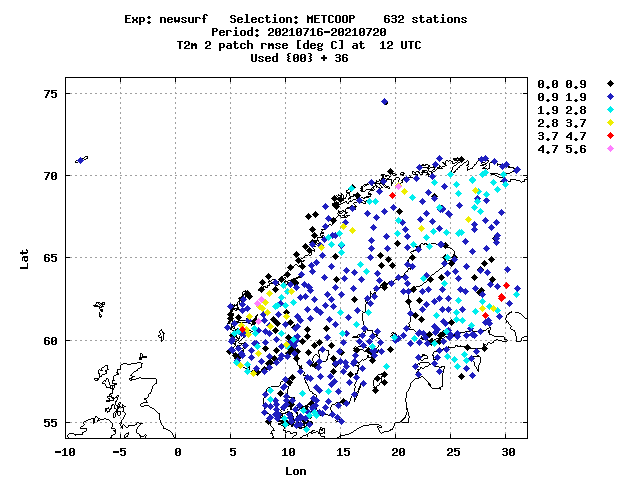 Exp: newsurf   Selection: METCOOP    632 stations
Period: 20210716-20210720
T2m 2 patch rmse [deg C] at  12 UTC
Used {00} + 36
0.0 0.9
0.9 1.9
1.9 2.8
2.8 3.7
3.7 4.7
4.7 5.6
75
70
65
60
55
Lat
-10 -5 0 5 10 15 20 25 30
Lon